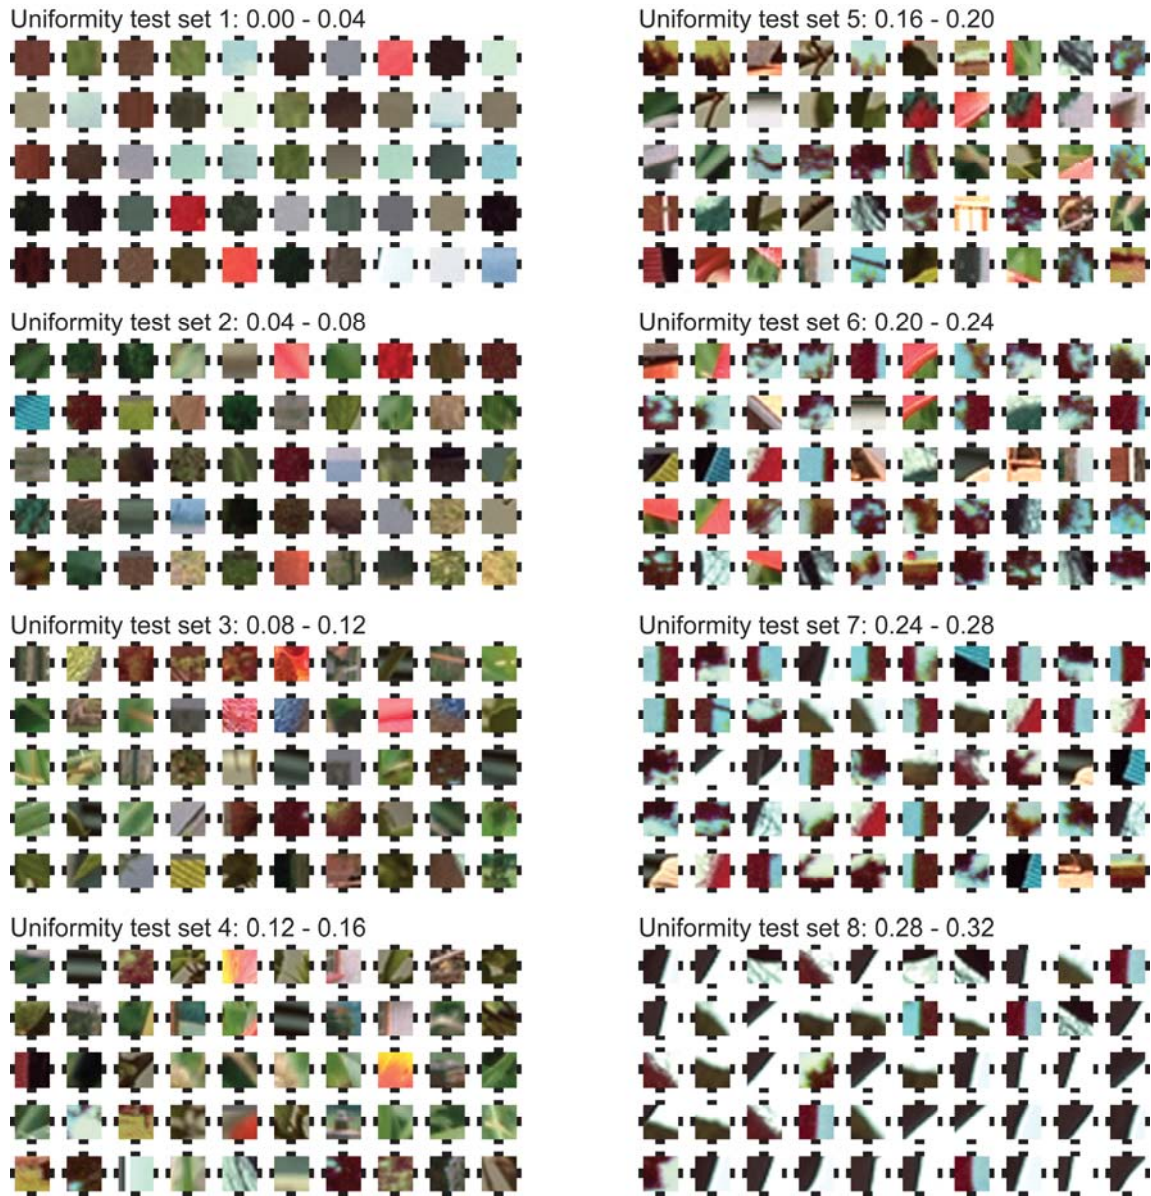 Uniformity test set 1: 0.00 - 0.04
Uniformity test set 2: 0.04 - 0.08
Uniformity test set 3: 0.08 - 0.12
Uniformity test set 4: 0.12 - 0.16
Uniformity test set 5: 0.16 - 0.20
Uniformity test set 6: 0.20 - 0.24
Uniformity test set 7: 0.24 - 0.28
Uniformity test set 8: 0.28 - 0.32